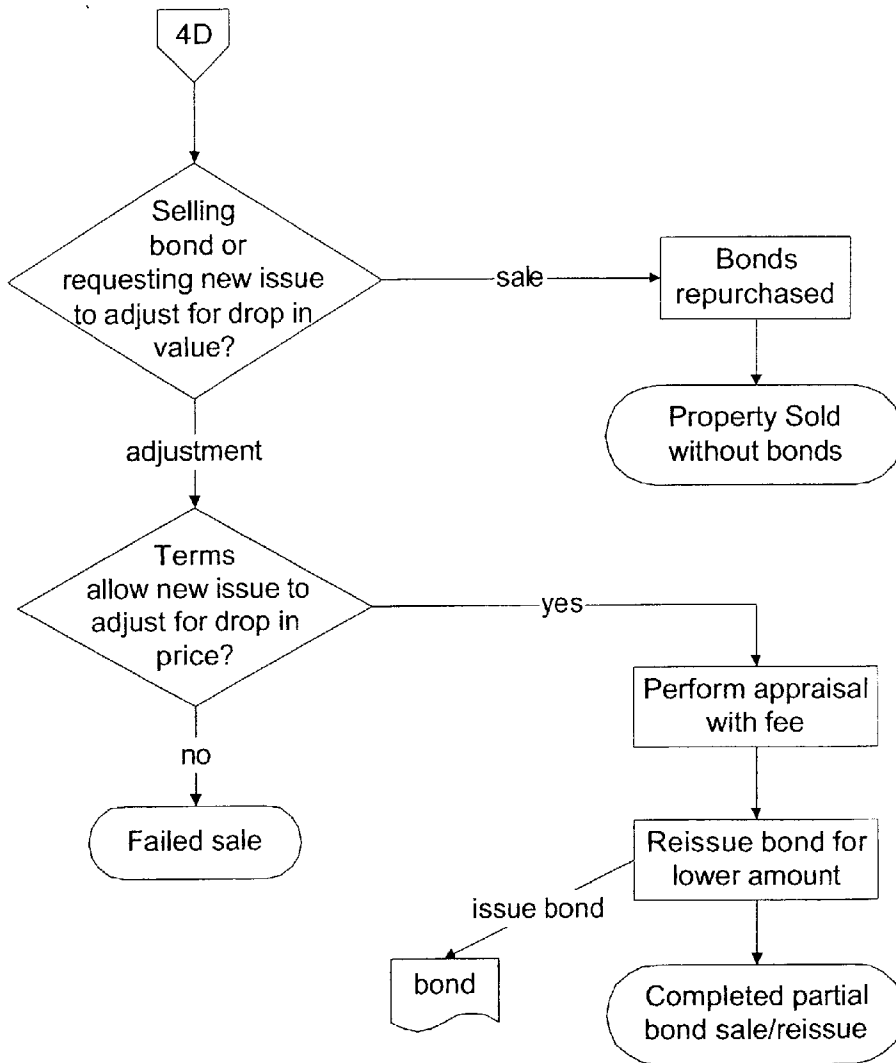 4D
Selling
bond or
requesting new issue
to adjust for drop in
value?
sale
Bonds
repurchased
Property Sold
without bonds
adjustment
Terms
allow new issue to
adjust for drop in
price?
yes
Perform appraisal
with fee
no
Failed sale
Reissue bond for
lower amount
issue bond
bond
Completed partial
bond sale/reissue